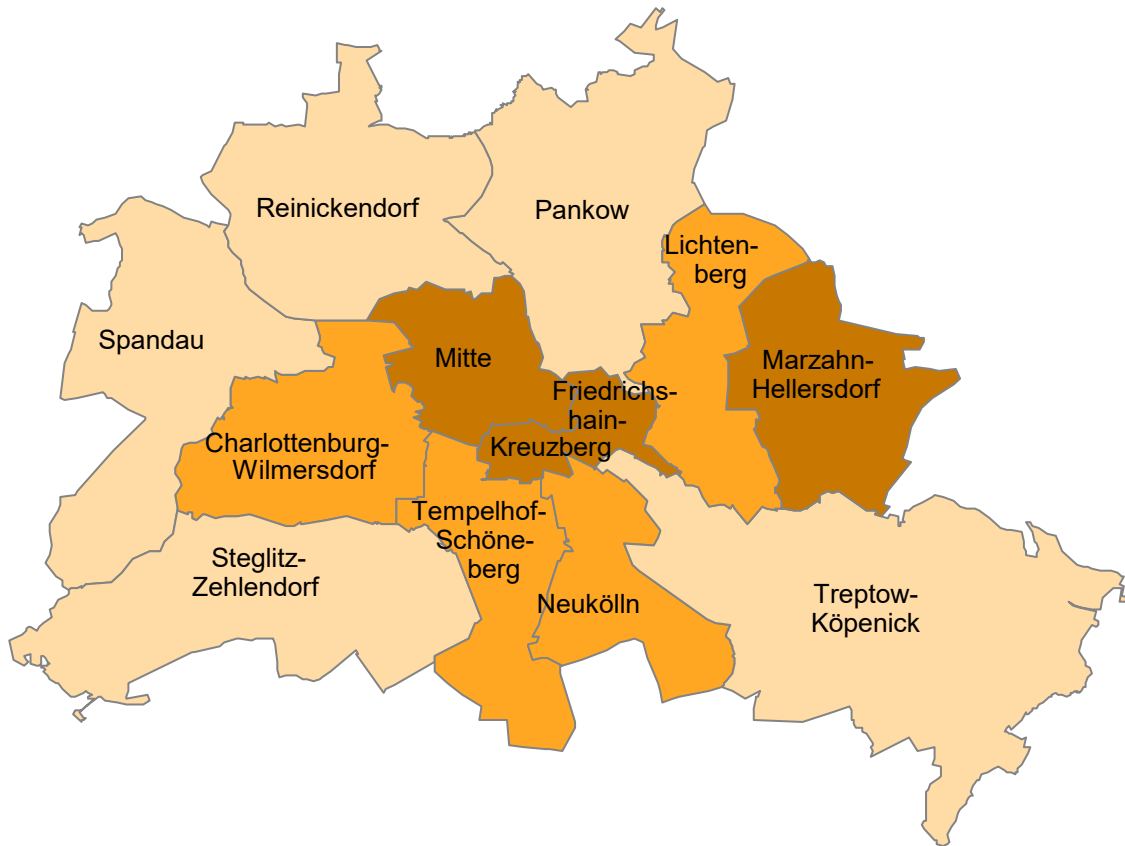 Reinickendorf
Pankow
Lichten-
berg
Spandau
Mitte
Marzahn-
Hellersdorf
Friedrichs-
hain-
Kreuzberg
Charlottenburg-
Wilmersdorf
Tempelhof-
Schöne-
berg
Steglitz-
Zehlendorf
Neukölln
Treptow-
Köpenick